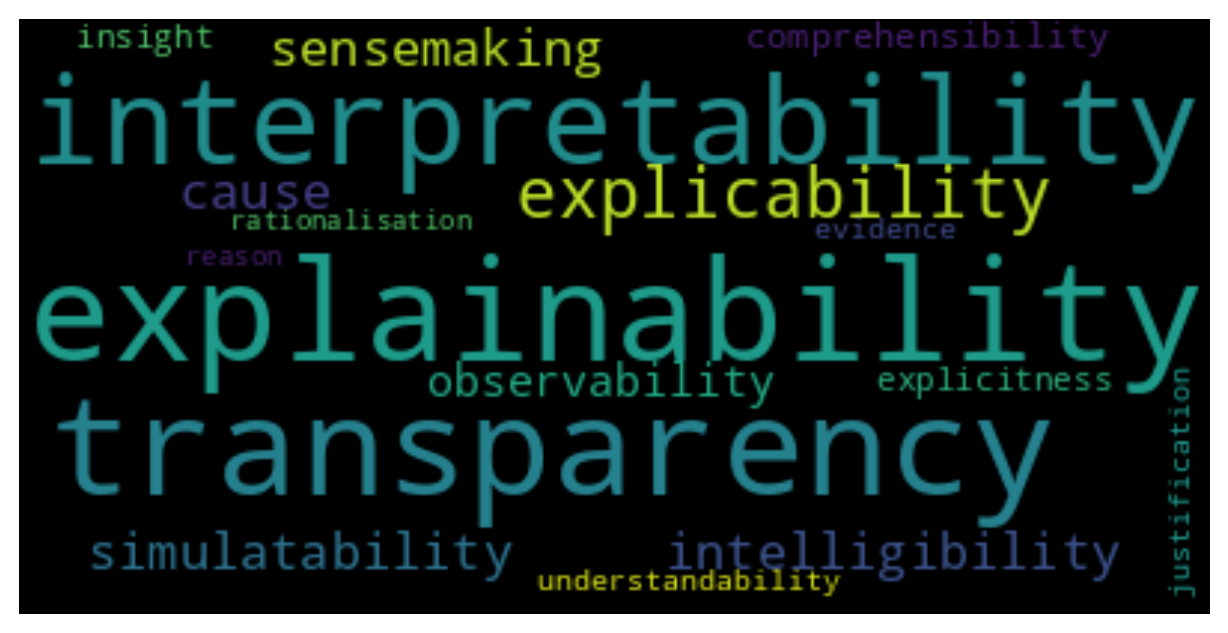 insight
sensemaking
comprehensibility
interpretability
cause
explicability
rationalisation
evidence
reason
explainability
observability
explicitness
justification
transparency
simulatability
intelligibility
understandability